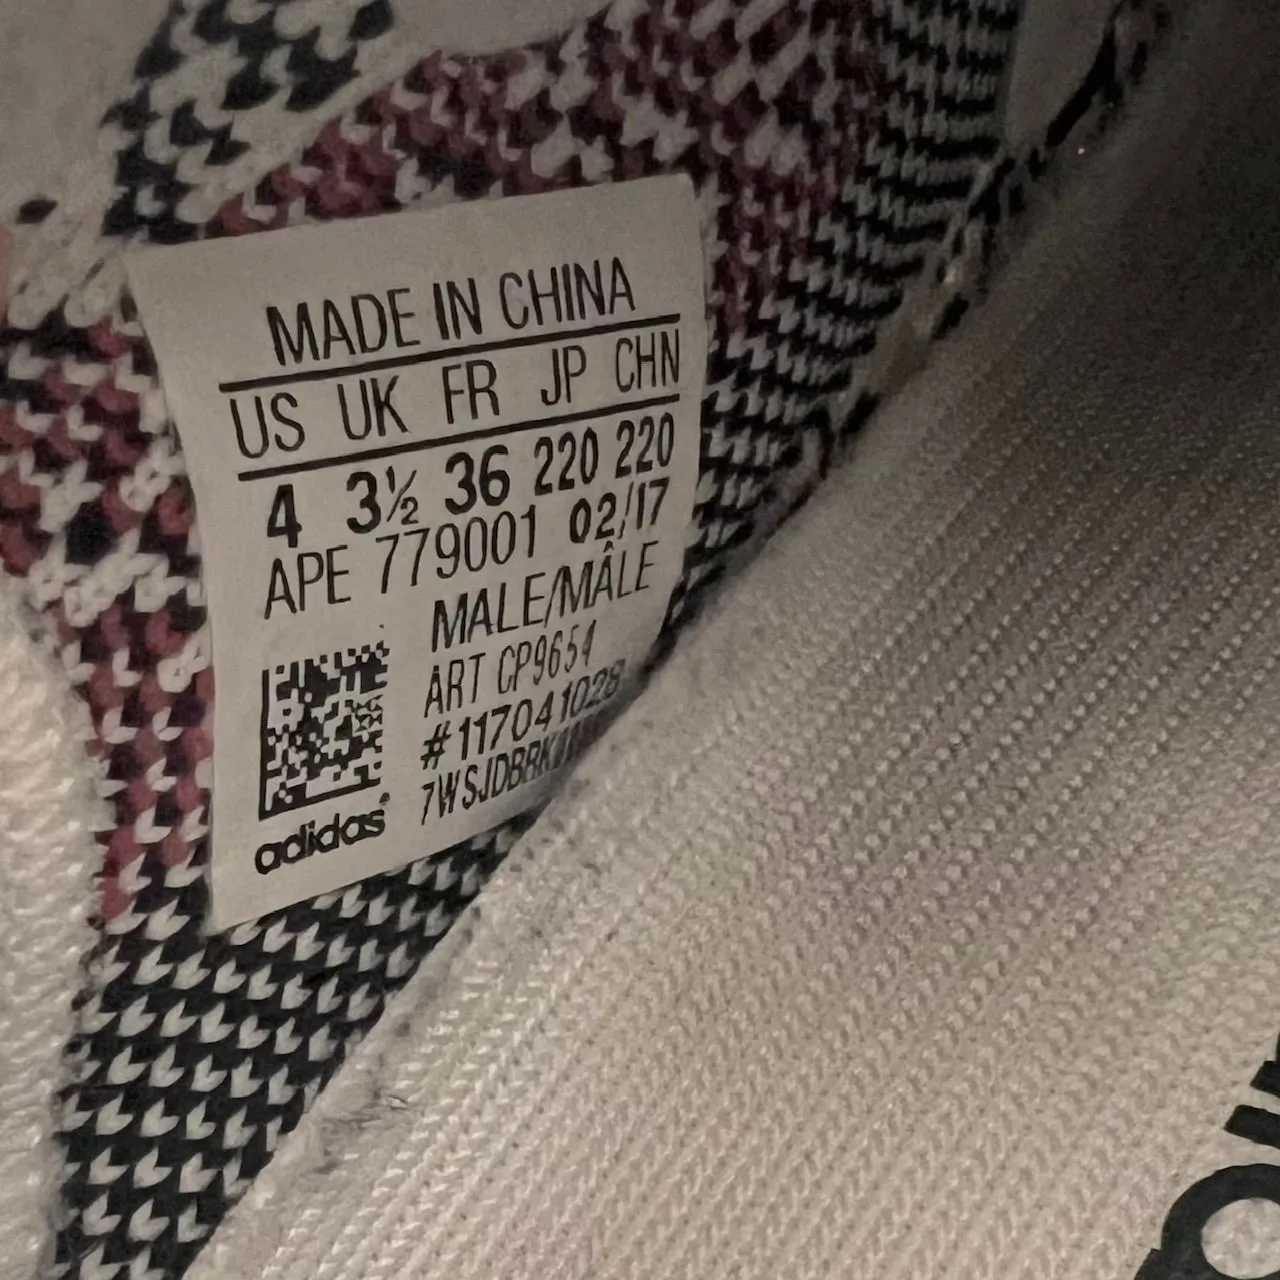 MADE IN CHINA
US UK FR JP CHN
4 3½ 36 220 220
APE 779001 02/17
MALE/MÂLE
ART CP9654
#117041028
adidas®